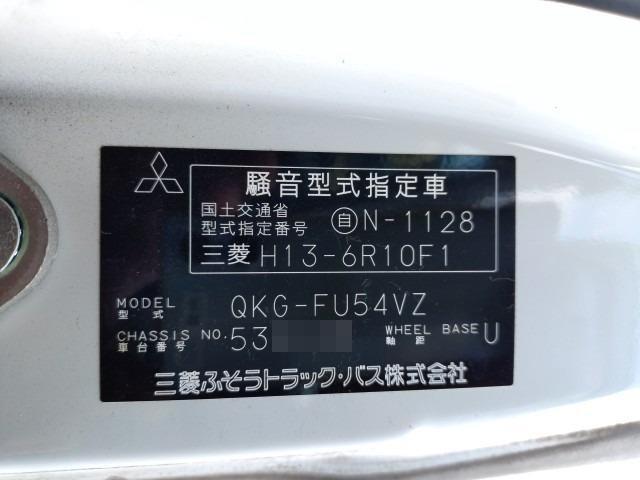 騒音型式指定車
国土交通省
型式指定番号 自N-1128
三菱 H13-6R10F1
MODEL 型式 QKG-FU54VZ
CHASSIS NO. 車台番号 53 WHEEL BASE 軸距 U
三菱ふそうトラック・バス株式会社